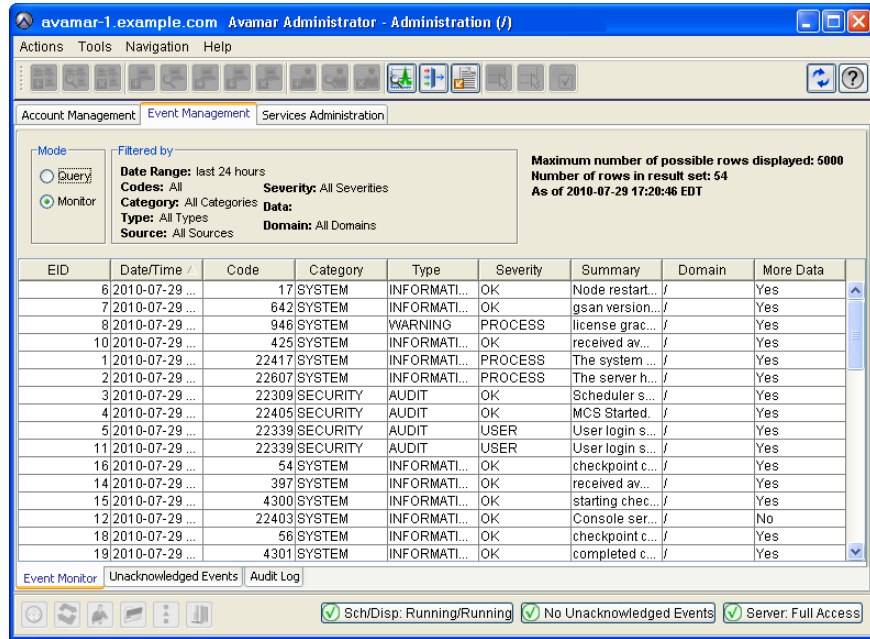 avamar-1.example.com Avamar Administrator - Administration (/)
Actions Tools Navigation Help
Account Management Event Management Services Administration
Mode
Query
Monitor
Filtered by
Date Range: last 24 hours
Codes: All Severity: All Severities
Category: All Categories Data:
Type: All Types Domain: All Domains
Source: All Sources
Maximum number of possible rows displayed: 5000
Number of rows in result set: 54
As of 2010-07-29 17:20:46 EDT
EID Date/Time Code Category Type Severity Summary Domain More Data
6 2010-07-29 ... 17 SYSTEM INFORMATI... OK Node restart... / Yes
7 2010-07-29 ... 642 SYSTEM INFORMATI... OK gsan version... / Yes
8 2010-07-29 ... 946 SYSTEM WARNING PROCESS license grac... / Yes
10 2010-07-29 ... 425 SYSTEM INFORMATI... OK received av... / Yes
1 2010-07-29 ... 22417 SYSTEM INFORMATI... PROCESS The system ... / Yes
2 2010-07-29 ... 22607 SYSTEM INFORMATI... PROCESS The server h... / Yes
3 2010-07-29 ... 22309 SECURITY AUDIT OK Scheduler s... / Yes
4 2010-07-29 ... 22405 SECURITY AUDIT OK MCS Started. / Yes
5 2010-07-29 ... 22339 SECURITY AUDIT USER User login s... / Yes
11 2010-07-29 ... 22339 SECURITY AUDIT USER User login s... / Yes
16 2010-07-29 ... 54 SYSTEM INFORMATI... OK checkpoint c... / Yes
14 2010-07-29 ... 397 SYSTEM INFORMATI... OK received av... / Yes
15 2010-07-29 ... 4300 SYSTEM INFORMATI... OK starting chec... / Yes
12 2010-07-29 ... 22403 SYSTEM INFORMATI... OK Console ser... / No
18 2010-07-29 ... 56 SYSTEM INFORMATI... OK checkpoint c... / Yes
19 2010-07-29 ... 4301 SYSTEM INFORMATI... OK completed c... / Yes
Event Monitor Unacknowledged Events Audit Log
Sch/Disp: Running/Running No Unacknowledged Events Server: Full Access